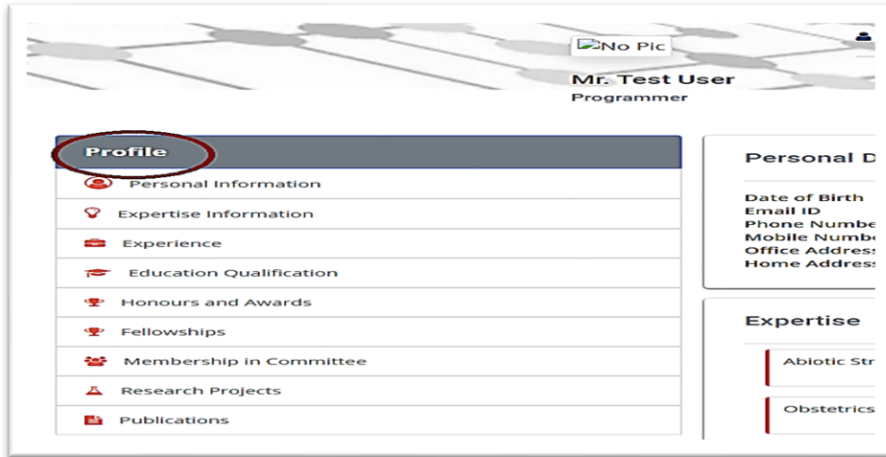 No Pic
Mr. Test User
Programmer
Profile
Personal Information
Expertise Information
Experience
Education Qualification
Honours and Awards
Fellowships
Membership in Committee
Research Projects
Publications
Personal D
Date of Birth
Email ID
Phone Numbe
Mobile Numbe
Office Address
Home Address
Expertise
Abiotic Str
Obstetrics